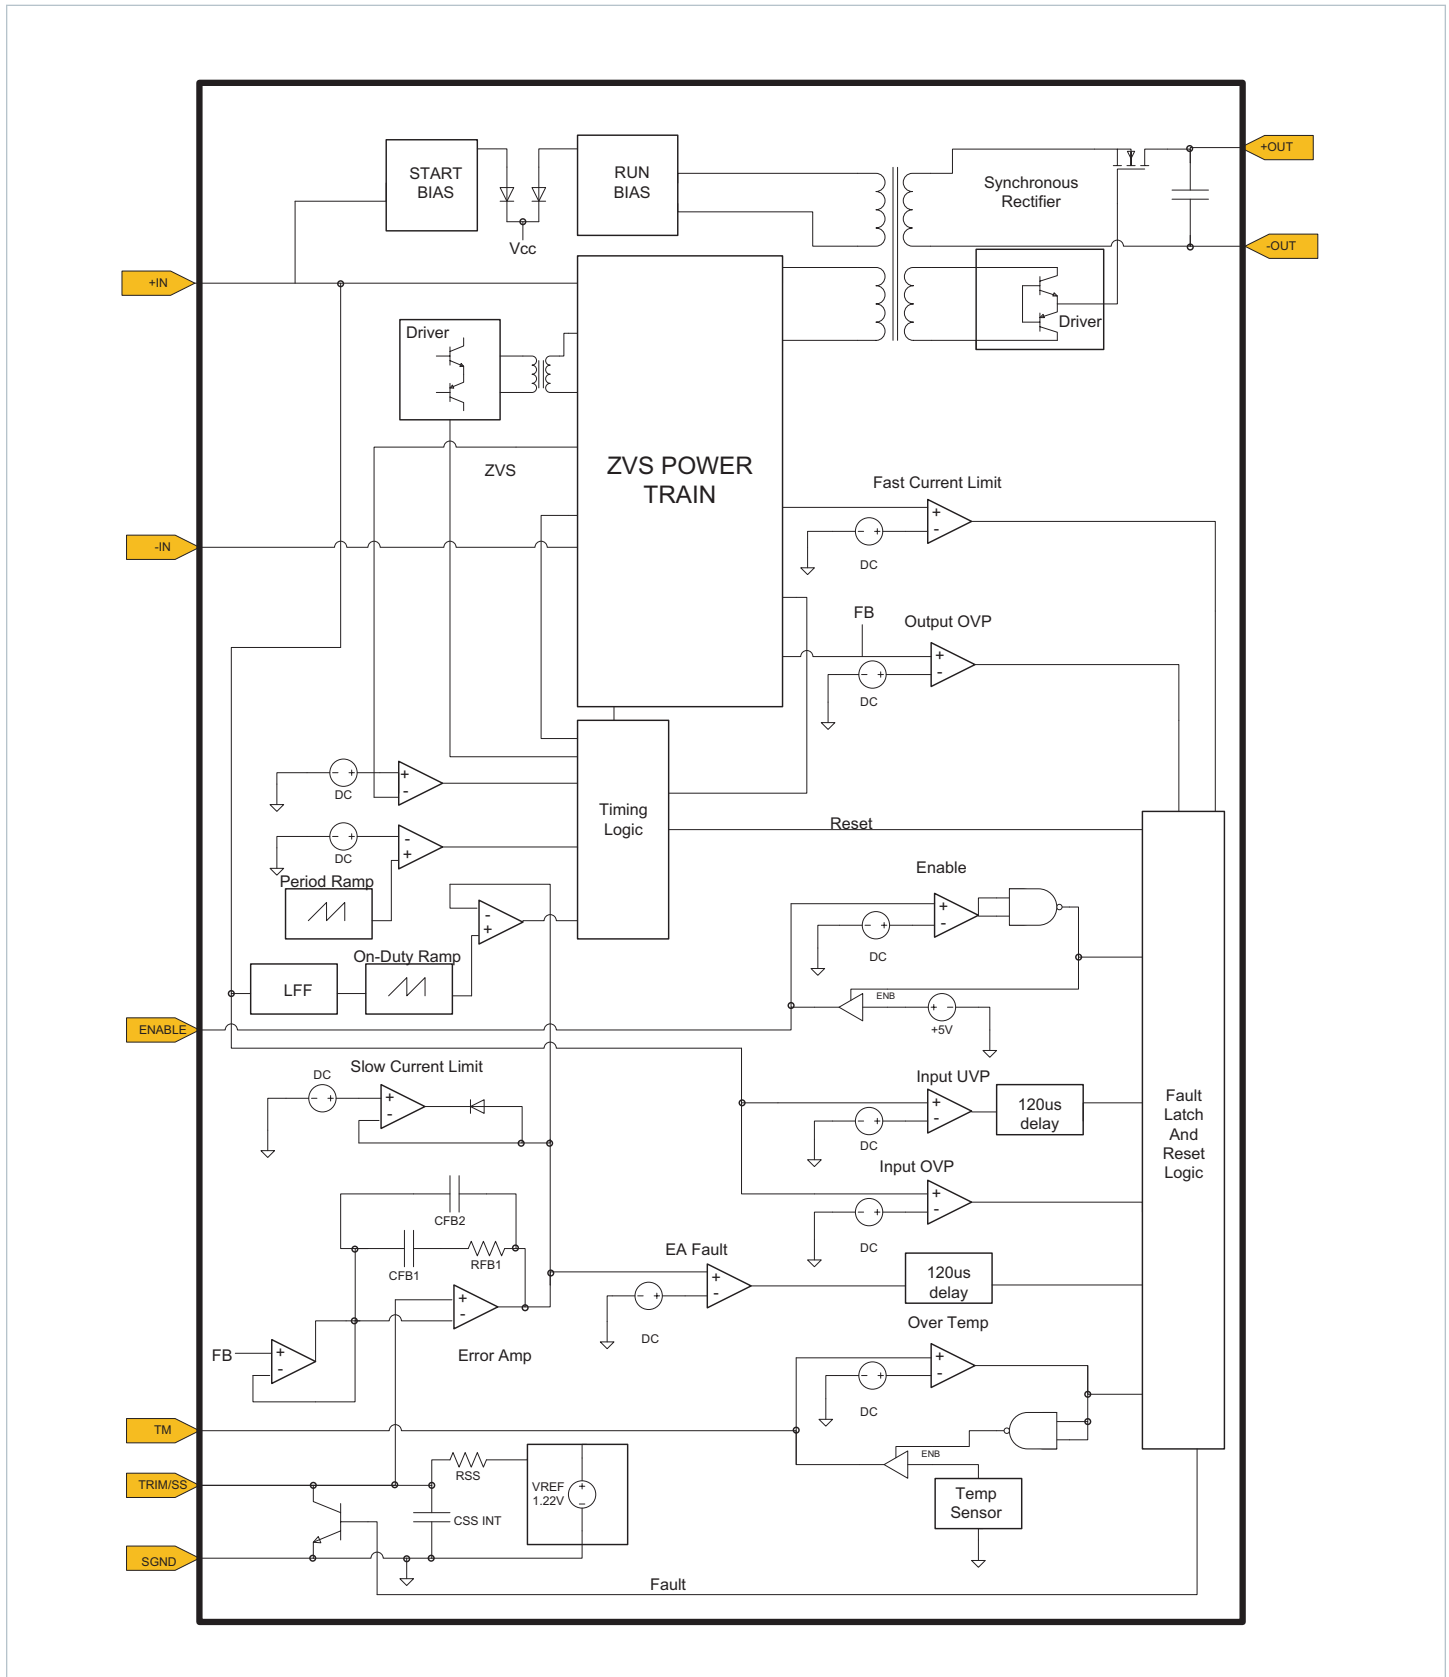 START
BIAS
RUN
BIAS
Vcc
Synchronous
Rectifier
+OUT
-OUT
+IN
Driver
Driver
ZVS
ZVS POWER
TRAIN
-IN
Fast Current Limit
+
-
- +
DC
FB
Output OVP
+
-
- +
DC
- +
DC
+
-
- +
DC
-
+
Period Ramp
Timing
Logic
Reset
-
+
On-Duty Ramp
LFF
Enable
+
-
- +
DC
ENB
+ -
+5V
ENABLE
Slow Current Limit
DC
- +
+
-
Input UVP
+
-
- +
DC
120us
delay
Input OVP
+
-
- +
DC
Fault
Latch
And
Reset
Logic
CFB2
CFB1
RFB1
EA Fault
+
-
- +
DC
120us
delay
+
-
Error Amp
FB
+
-
Over Temp
+
-
- +
DC
ENB
Temp
Sensor
TM
TRIM/SS
RSS
VREF
1.22V
+
-
CSS INT
SGND
Fault